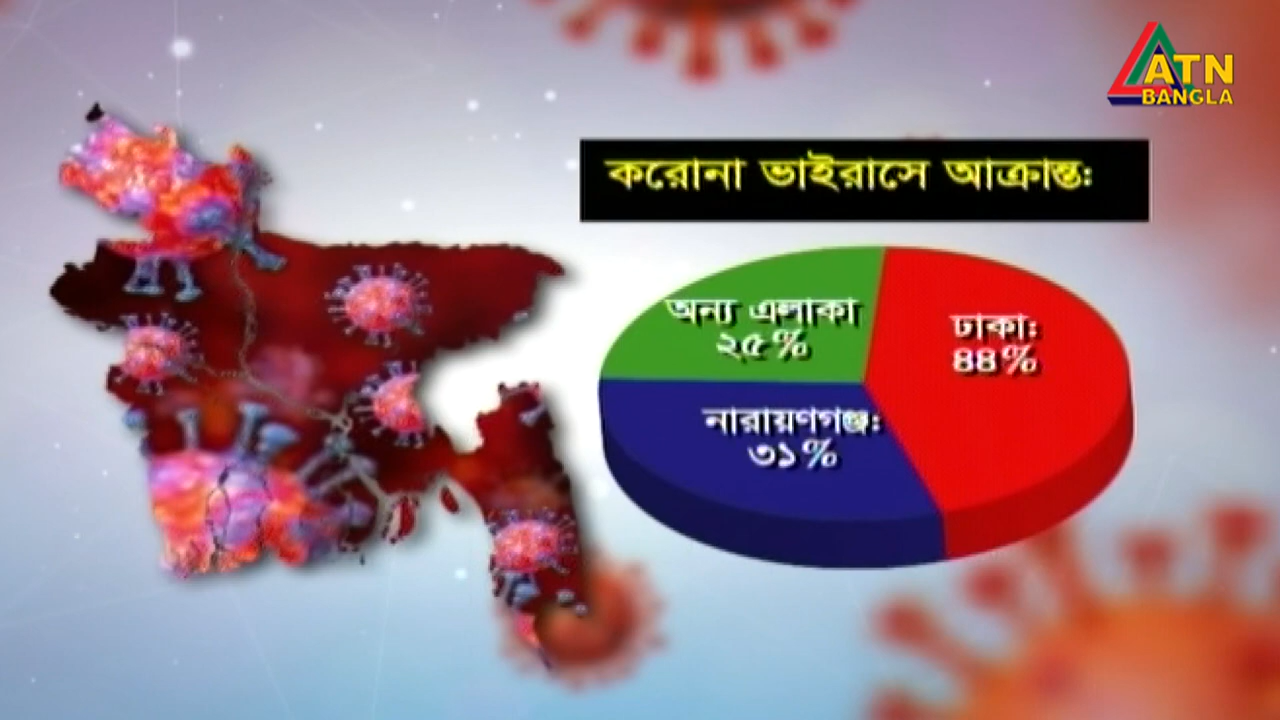 ATN
BANGLA
করোনা ভাইরাসে আক্রান্ত:
অন্য এলাকা
২৫%
ঢাকা:
৪৪%
নারায়ণগঞ্জ:
৩১%